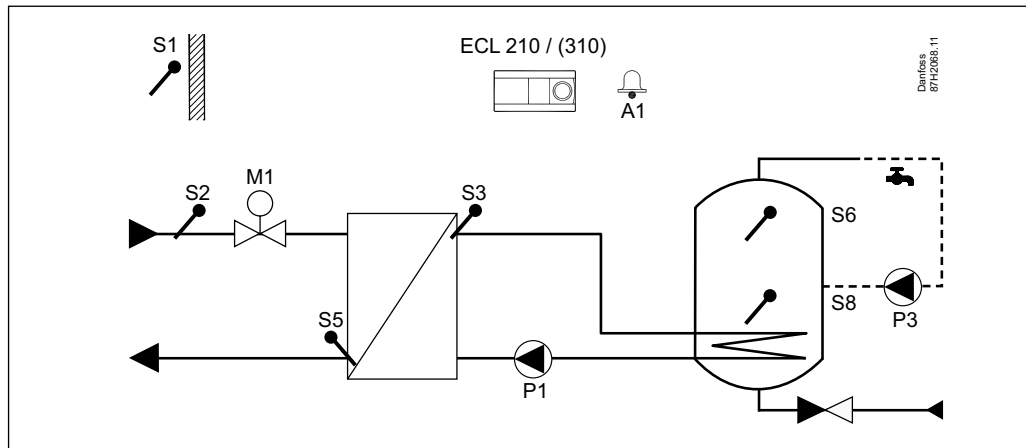 S1
ECL 210 / (310)
A1
Danfoss
87H2068.11
S2
M1
S3
S6
S8
P3
S5
P1